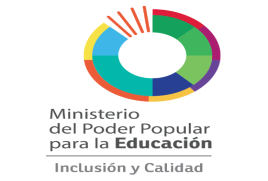 Ministerio
del Poder Popular
para la Educación
Inclusión y Calidad